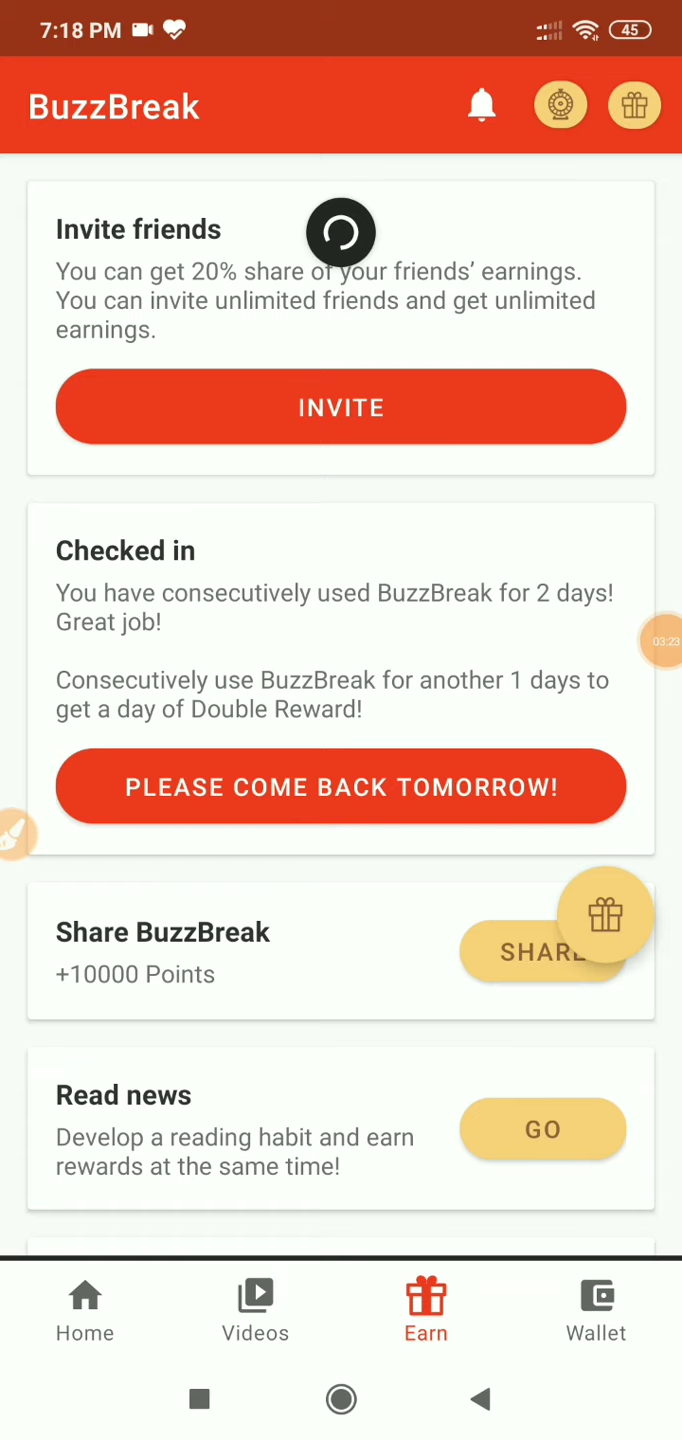 7:18 PM
45
BuzzBreak
Invite friends
You can get 20% share of your friends’ earnings.
You can invite unlimited friends and get unlimited
earnings.
INVITE
Checked in
You have consecutively used BuzzBreak for 2 days!
Great job!
03:23
Consecutively use BuzzBreak for another 1 days to
get a day of Double Reward!
PLEASE COME BACK TOMORROW!
Share BuzzBreak
+10000 Points
SHARE
Read news
Develop a reading habit and earn
rewards at the same time!
GO
Home
Videos
Earn
Wallet